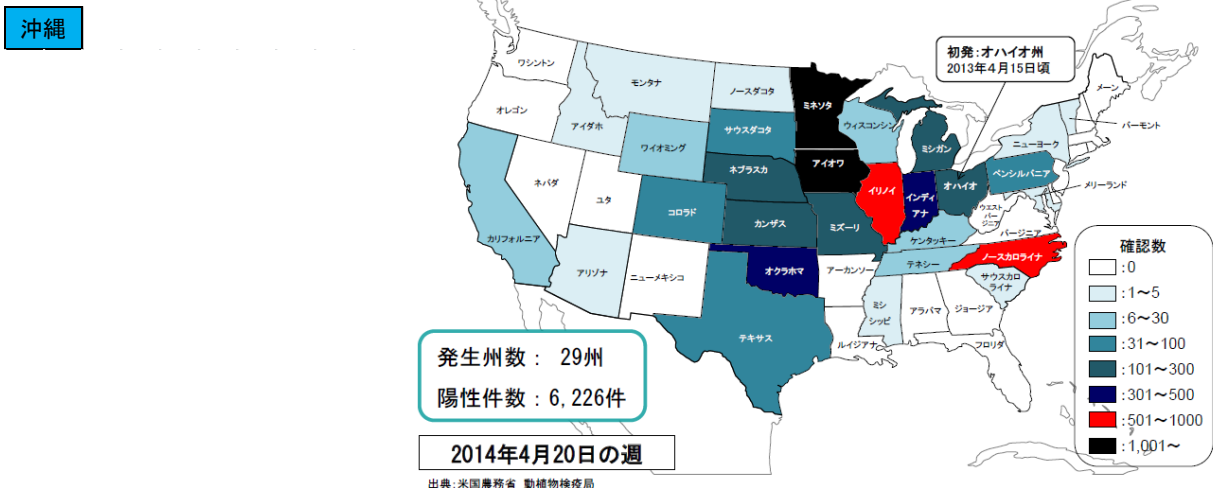 沖縄
初発:オハイオ州
2013年4月15日頃
ワシントン
モンタナ
ノースダコタ
ミネソタ
メーン
オレゴン
アイダホ
サウスダコタ
ウィスコンシン
バーモント
ワイオミング
ミシガン
ニューヨーク
ネブラスカ
アイオワ
ペンシルバニア
メリーランド
ネバダ
ユタ
コロラド
カンザス
ミズーリ
イリノイ
インディ
アナ
オハイオ
ウエスト
バー
ジニア
バージニア
カリフォルニア
ケンタッキー
アリゾナ
ニューメキシコ
オクラホマ
アーカンソー
テネシー
ノースカロライナ
サウスカロ
ライナ
テキサス
ミシ
シッピ
アラバマ
ジョージア
ルイジアナ
フロリダ
確認数
:0
:1~5
:6~30
:31~100
:101~300
:301~500
:501~1000
:1,001~
発生州数: 29州
陽性件数:6,226件
2014年4月20日の週
出典:米国農務省 動植物検疫局